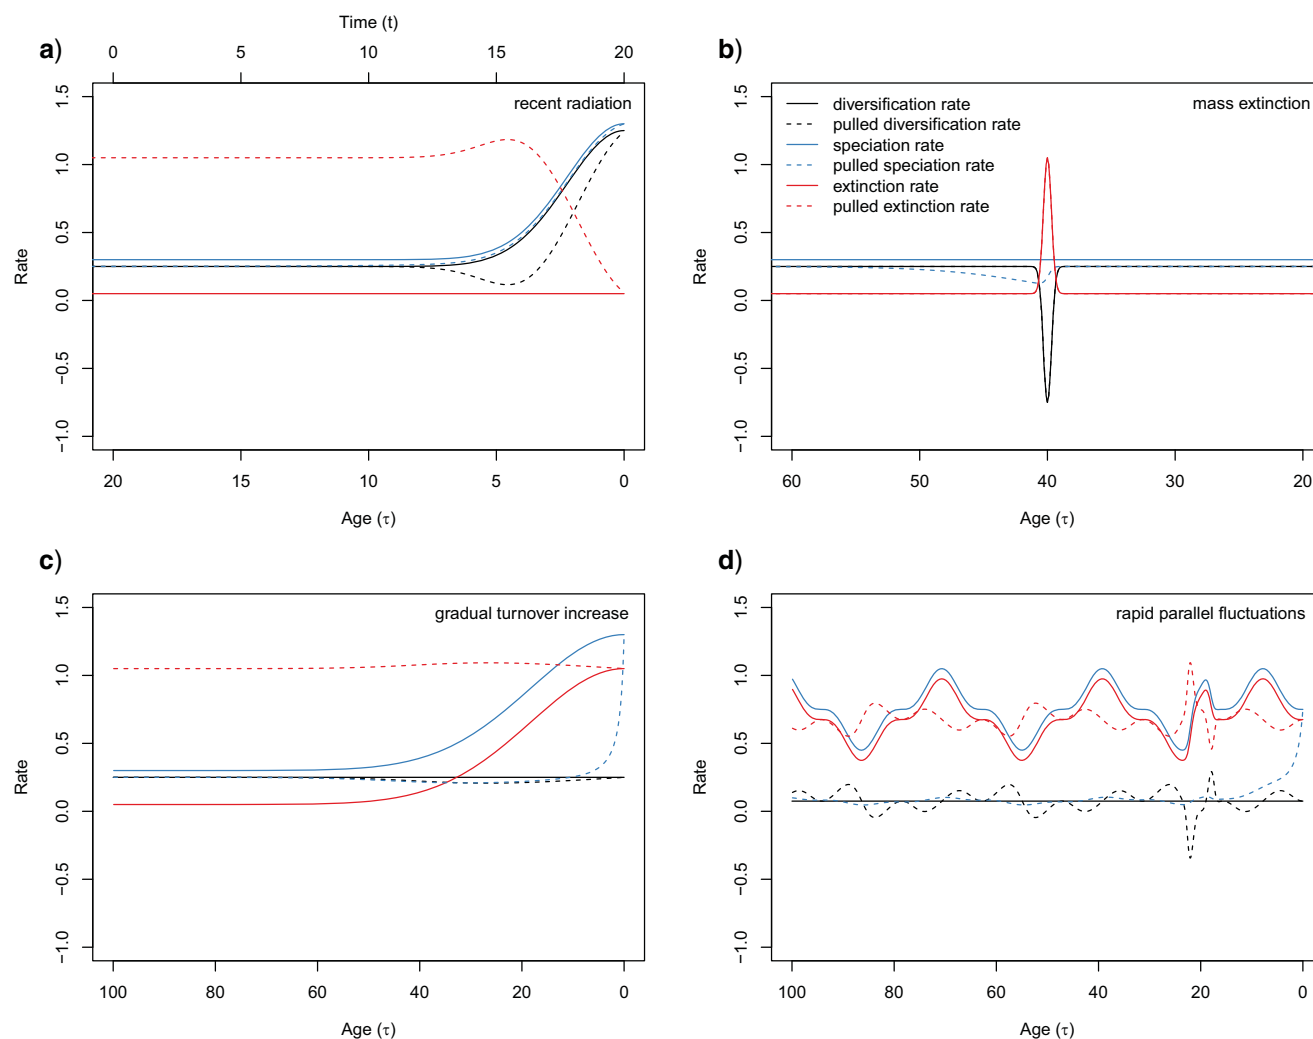 Time (t)
a)
0 5 10 15 20
recent radiation
1.5
1.0
0.5
0.0
−0.5
−1.0
Rate
20 15 10 5 0
Age (τ)
b)
mass extinction
diversification rate
pulled diversification rate
speciation rate
pulled speciation rate
extinction rate
pulled extinction rate
1.5
1.0
0.5
0.0
−0.5
−1.0
Rate
60 50 40 30 20
Age (τ)
c)
gradual turnover increase
1.5
1.0
0.5
0.0
−0.5
−1.0
Rate
100 80 60 40 20 0
Age (τ)
d)
rapid parallel fluctuations
1.5
1.0
0.5
0.0
−0.5
−1.0
Rate
100 80 60 40 20 0
Age (τ)